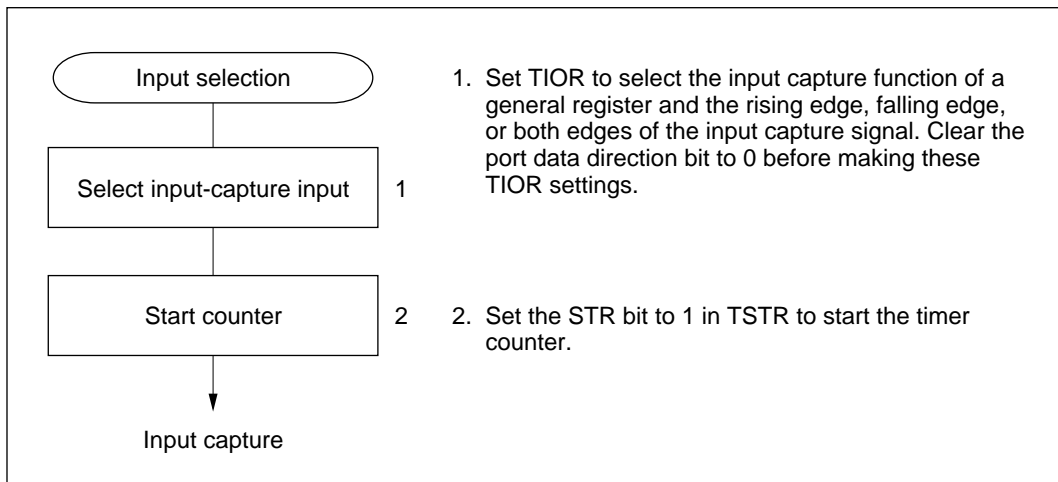 Input selection
Select input-capture input
1
Start counter
2
Input capture
1. Set TIOR to select the input capture function of a
general register and the rising edge, falling edge,
or both edges of the input capture signal. Clear the
port data direction bit to 0 before making these
TIOR settings.
2. Set the STR bit to 1 in TSTR to start the timer
counter.